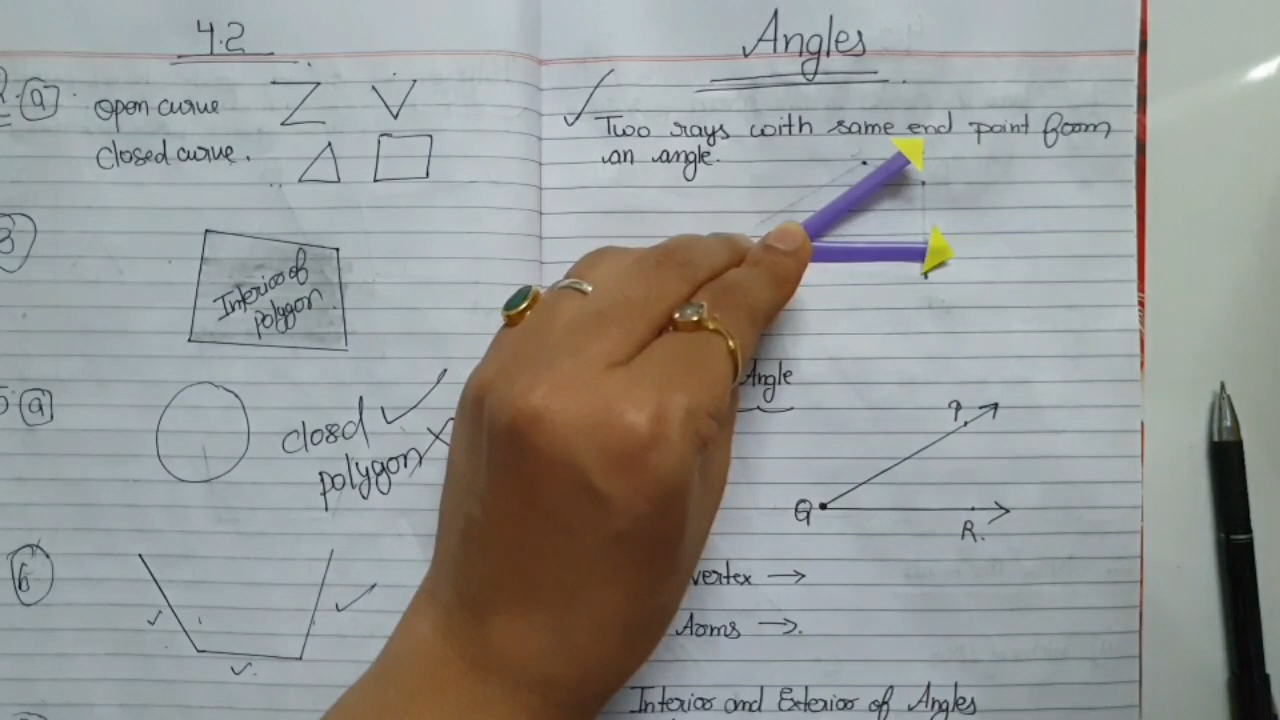 4.2
(a)
Open curve
Closed curve.
3
Interior of
polygon.
5 (a)
Closd
polygon
6
Angles
Two rays with same end point form
an angle.
Angle
P
Q
R.
vertex →
Arms →.
Interior and Exterior of Angles